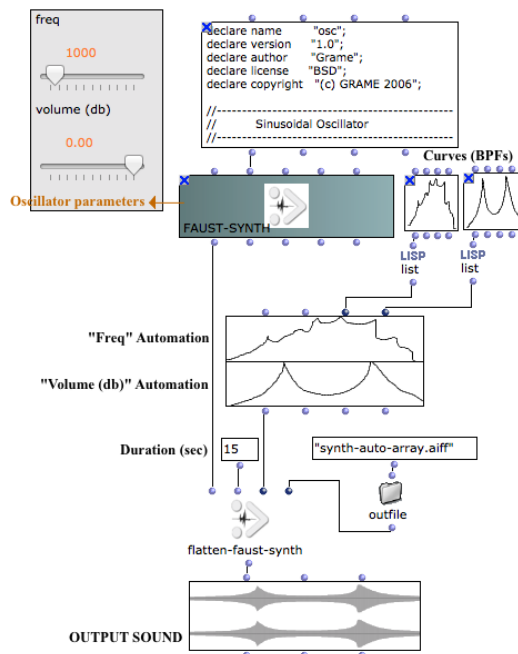 freq
1000
volume (db)
0.00
declare name "osc";
declare version "1.0";
declare author "Grame";
declare license "BSD";
declare copyright "(c) GRAME 2006";
//-----------------------------------------------
// Sinusoidal Oscillator
//-----------------------------------------------
Curves (BPFs)
Oscillator parameters
FAUST-SYNTH
LISP
list
LISP
list
"Freq" Automation
"Volume (db)" Automation
Duration (sec)
15
"synth-auto-array.aiff"
outfile
flatten-faust-synth
OUTPUT SOUND